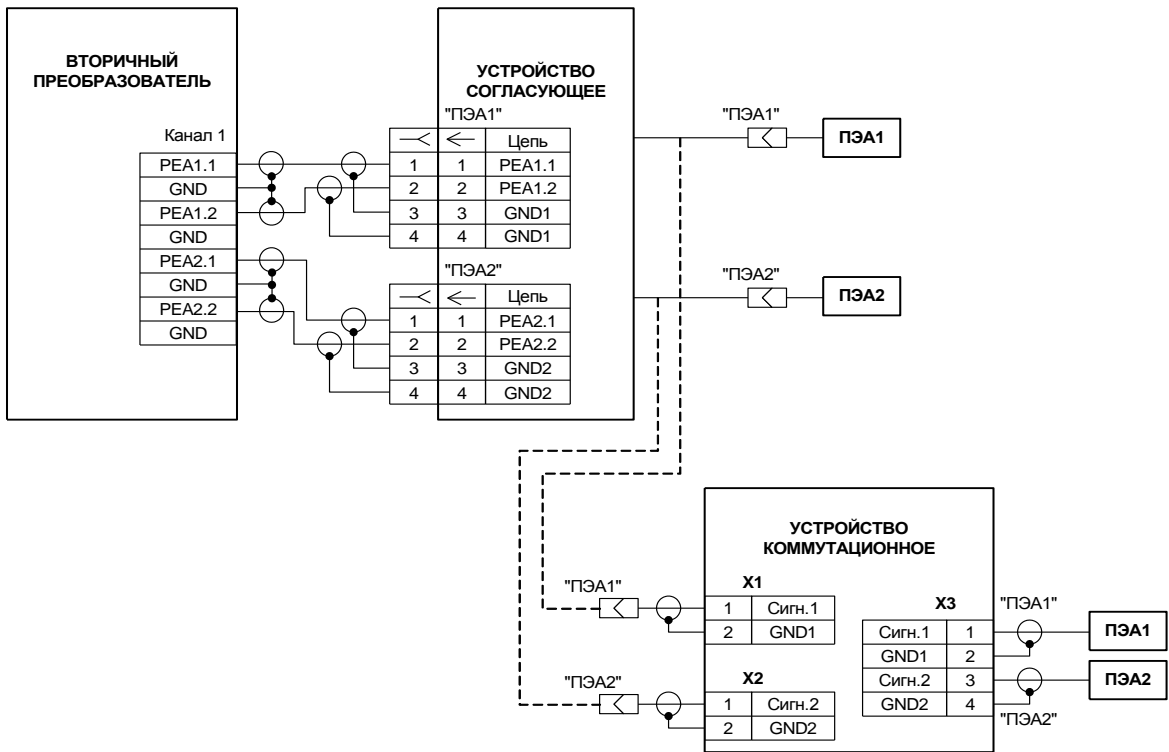 ВТОРИЧНЫЙ
ПРЕОБРАЗОВАТЕЛЬ
Канал 1
PEA1.1
GND
PEA1.2
GND
PEA2.1
GND
PEA2.2
GND
УСТРОЙСТВО
СОГЛАСУЮЩЕЕ
"ПЭА1"
Цепь
1 1 PEA1.1
2 2 PEA1.2
3 3 GND1
4 4 GND1
"ПЭА2"
Цепь
1 1 PEA2.1
2 2 PEA2.2
3 3 GND2
4 4 GND2
"ПЭА1"
ПЭА1
"ПЭА2"
ПЭА2
УСТРОЙСТВО
КОММУТАЦИОННОЕ
"ПЭА1"
X1
1 Сигн.1
2 GND1
"ПЭА2"
X2
1 Сигн.2
2 GND2
X3
Сигн.1 1
GND1 2
Сигн.2 3
GND2 4
"ПЭА1"
ПЭА1
ПЭА2
"ПЭА2"